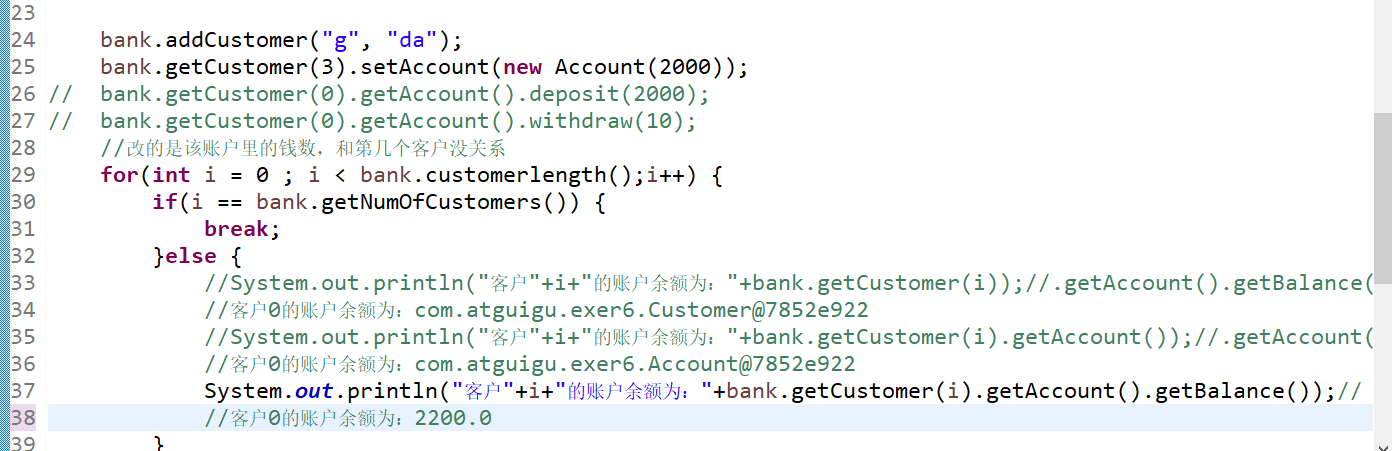 23
24 bank.addCustomer("g", "da");
25 bank.getCustomer(3).setAccount(new Account(2000));
26 // bank.getCustomer(0).getAccount().deposit(2000);
27 // bank.getCustomer(0).getAccount().withdraw(10);
28 //改的是该账户里的钱数，和第几个客户没关系
29 for(int i = 0 ; i < bank.customerlength();i++) {
30 if(i == bank.getNumOfCustomers()) {
31 break;
32 }else {
33 //System.out.println("客户"+i+"的账户余额为："+bank.getCustomer(i));//.getAccount().getBalance(
34 //客户0的账户余额为：com.atguigu.exer6.Customer@7852e922
35 //System.out.println("客户"+i+"的账户余额为："+bank.getCustomer(i).getAccount());//.getAccount(
36 //客户0的账户余额为：com.atguigu.exer6.Account@7852e922
37 System.out.println("客户"+i+"的账户余额为："+bank.getCustomer(i).getAccount().getBalance());//
38 //客户0的账户余额为：2200.0
39 }